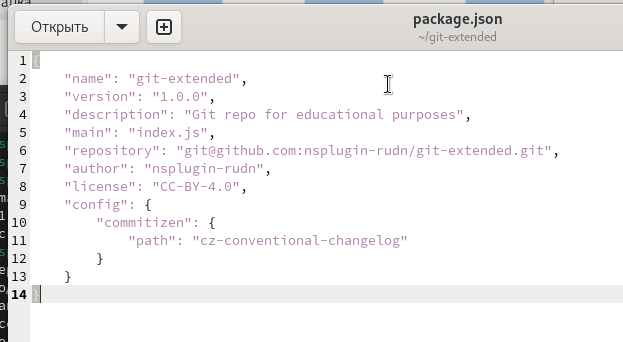 апка
Открыть
package.json
~/git-extended
1 {
2 "name": "git-extended",
3 "version": "1.0.0",
4 "description": "Git repo for educational purposes",
5 "main": "index.js",
6 "repository": "git@github.com:nsplugin-rudn/git-extended.git",
7 "author": "nsplugin-rudn",
8 "license": "CC-BY-4.0",
9 "config": {
10 "commitizen": {
11 "path": "cz-conventional-changelog"
12 }
13 }
14 }